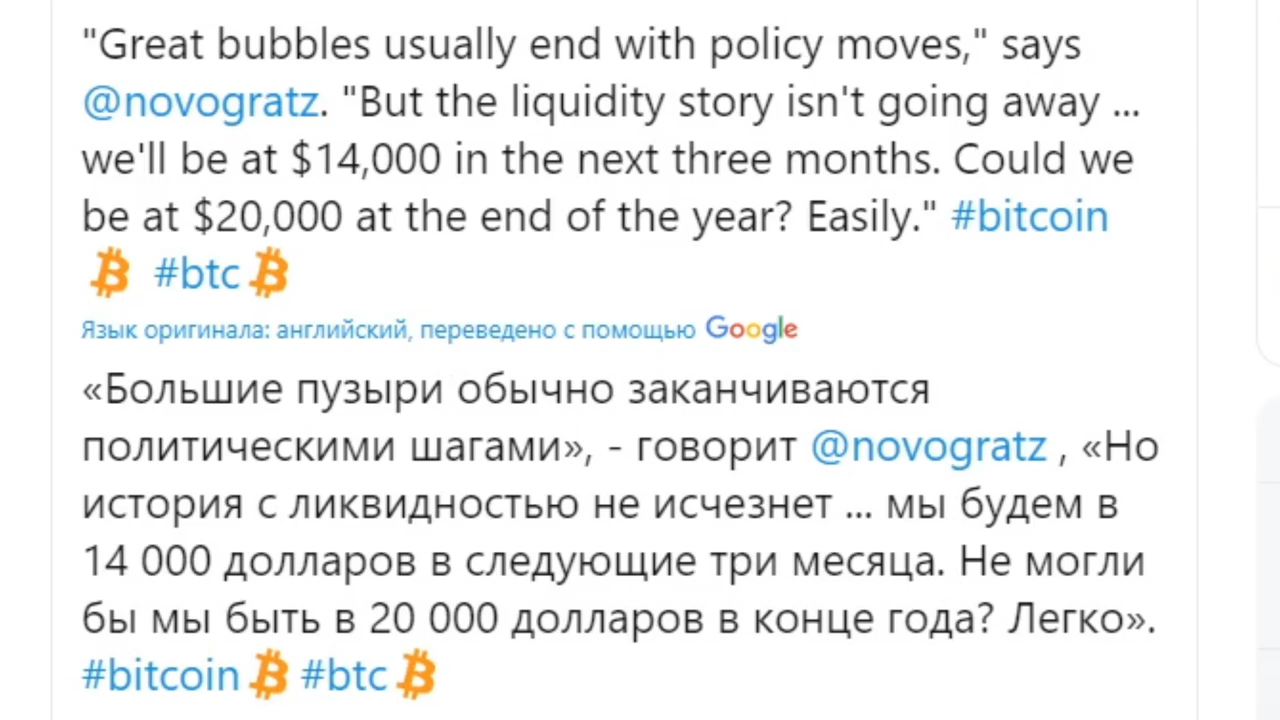 "Great bubbles usually end with policy moves," says
@novogratz. "But the liquidity story isn't going away ...
we'll be at $14,000 in the next three months. Could we
be at $20,000 at the end of the year? Easily." #bitcoin
#btc
Язык оригинала: английский, переведено с помощью Google
«Большие пузыри обычно заканчиваются
политическими шагами», - говорит @novogratz , «Но
история с ликвидностью не исчезнет ... мы будем в
14 000 долларов в следующие три месяца. Не могли
бы мы быть в 20 000 долларов в конце года? Легко».
#bitcoin #btc